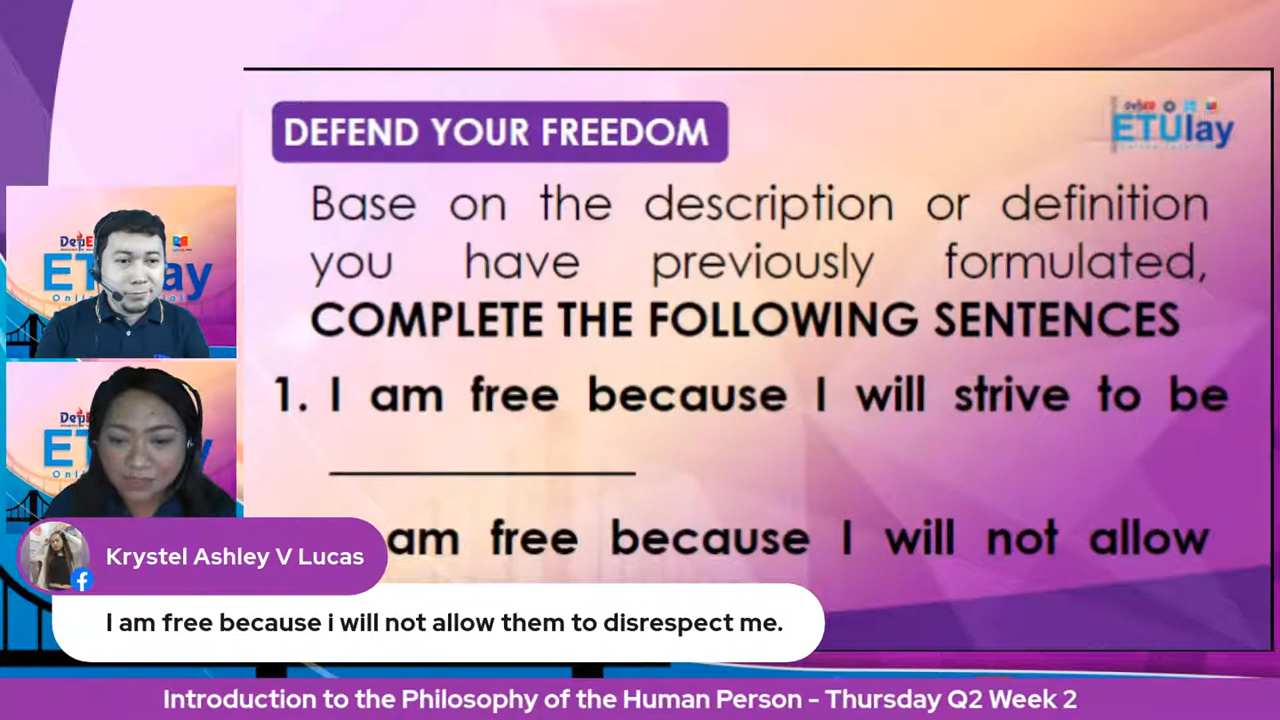 DEFEND YOUR FREEDOM
DepED
ETUlay
Base on the description or definition
you have previously formulated,
COMPLETE THE FOLLOWING SENTENCES
1. I am free because I will strive to be
am free because I will not allow
Krystel Ashley V Lucas
I am free because i will not allow them to disrespect me.
Introduction to the Philosophy of the Human Person - Thursday Q2 Week 2